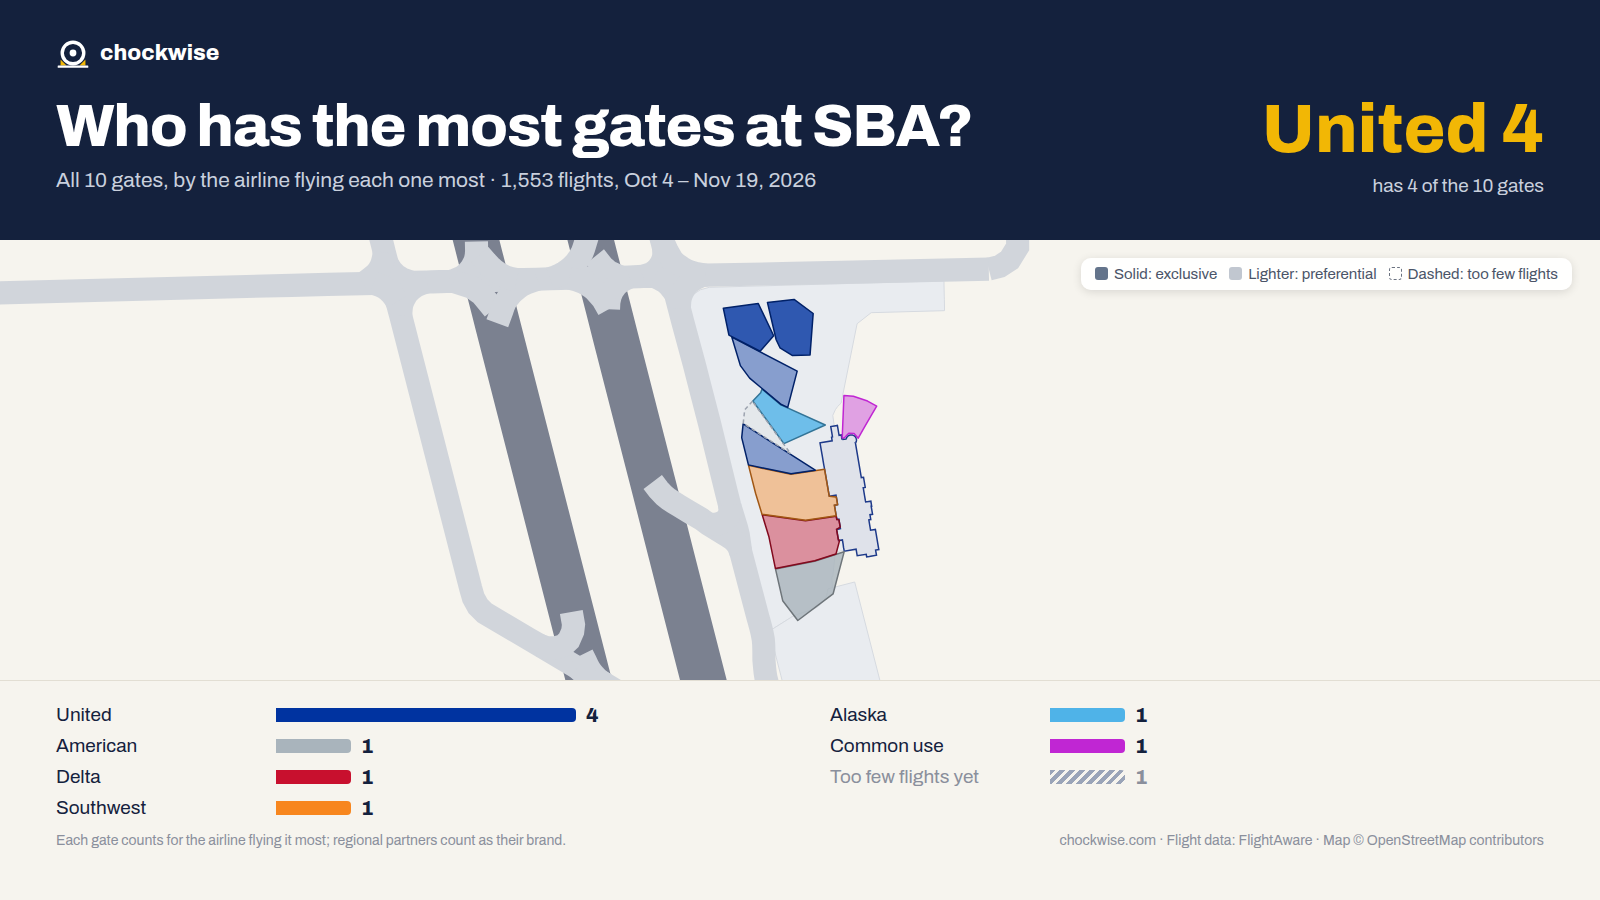 chockwise
Who has the most gates at SBA?
All 10 gates, by the airline flying each one most · 1,553 flights, Oct 4 – Nov 19, 2026
United 4
has 4 of the 10 gates
Solid: exclusive
Lighter: preferential
Dashed: too few flights
United 4
American 1
Delta 1
Southwest 1
Alaska 1
Common use 1
Too few flights yet 1
Each gate counts for the airline flying it most; regional partners count as their brand.
chockwise.com · Flight data: FlightAware · Map © OpenStreetMap contributors